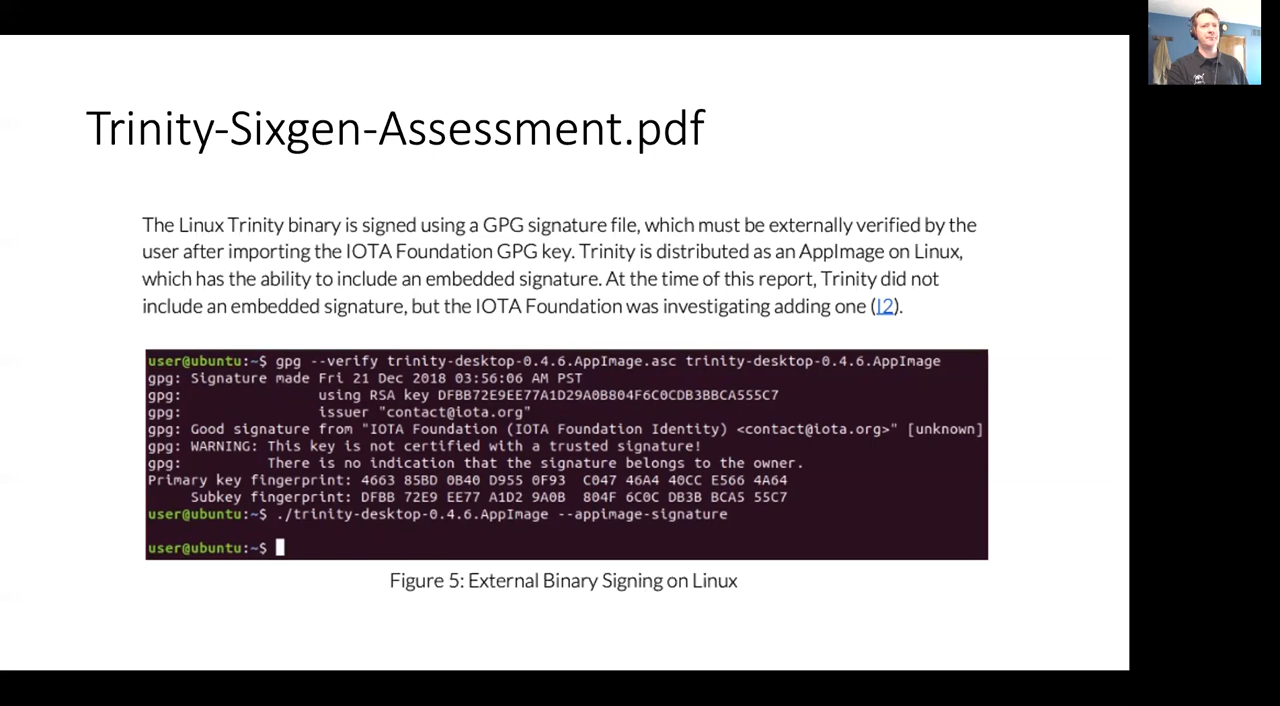 Trinity-Sixgen-Assessment.pdf
The Linux Trinity binary is signed using a GPG signature file, which must be externally verified by the
user after importing the IOTA Foundation GPG key. Trinity is distributed as an AppImage on Linux,
which has the ability to include an embedded signature. At the time of this report, Trinity did not
include an embedded signature, but the IOTA Foundation was investigating adding one (I2).
user@ubuntu:~$ gpg --verify trinity-desktop-0.4.6.AppImage.asc trinity-desktop-0.4.6.AppImage
gpg: Signature made Fri 21 Dec 2018 03:56:06 AM PST
gpg:                using RSA key DFBB72E9EE77A1D29A0B804F6C0CDB3BBCA555C7
gpg:                issuer "contact@iota.org"
gpg: Good signature from "IOTA Foundation (IOTA Foundation Identity) <contact@iota.org>" [unknown]
gpg: WARNING: This key is not certified with a trusted signature!
gpg:          There is no indication that the signature belongs to the owner.
Primary key fingerprint: 4663 85BD 0B40 D955 0F93  C047 46A4 40CC E566 4A64
     Subkey fingerprint: DFBB 72E9 EE77 A1D2 9A0B  804F 6C0C DB3B BCA5 55C7
user@ubuntu:~$ ./trinity-desktop-0.4.6.AppImage --appimage-signature
user@ubuntu:~$
Figure 5: External Binary Signing on Linux